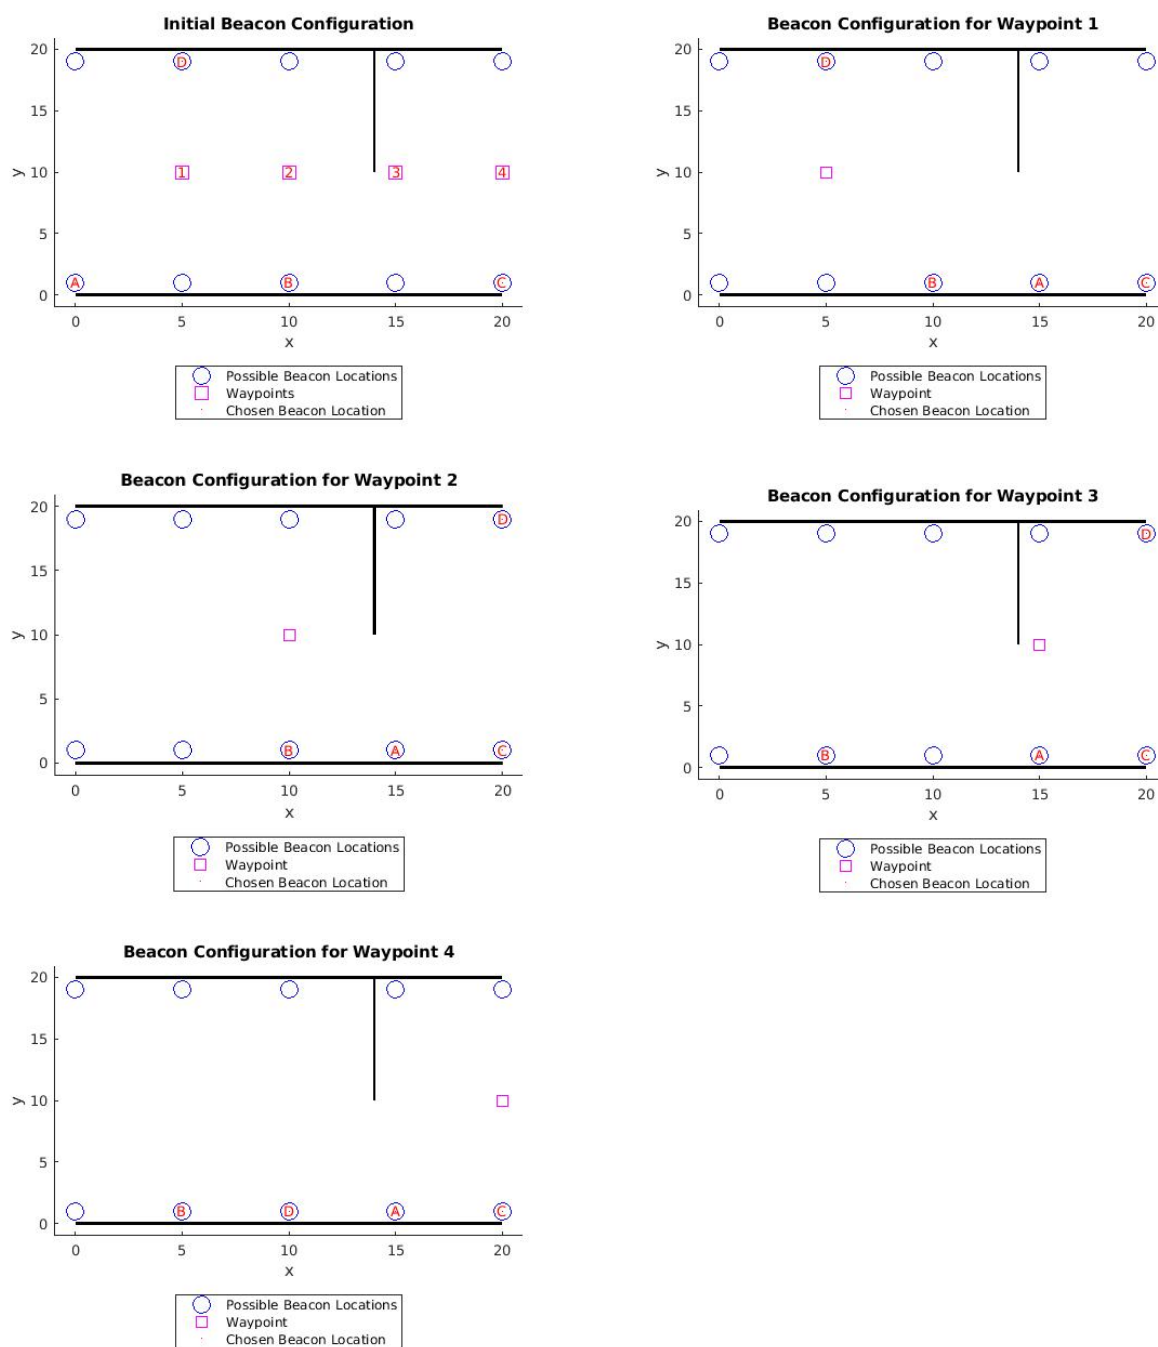 Initial Beacon Configuration
20
15
10
5
0
y
D
1
2
3
4
A
B
C
0
5
10
15
20
x
Possible Beacon Locations
Waypoints
Chosen Beacon Location
Beacon Configuration for Waypoint 1
20
15
10
5
0
y
D
B
A
C
0
5
10
15
20
x
Possible Beacon Locations
Waypoint
Chosen Beacon Location
Beacon Configuration for Waypoint 2
20
15
10
5
0
y
D
B
A
C
0
5
10
15
20
x
Possible Beacon Locations
Waypoint
Chosen Beacon Location
Beacon Configuration for Waypoint 3
20
15
10
5
0
y
D
B
A
C
0
5
10
15
20
x
Possible Beacon Locations
Waypoint
Chosen Beacon Location
Beacon Configuration for Waypoint 4
20
15
10
5
0
y
B
D
A
C
0
5
10
15
20
x
Possible Beacon Locations
Waypoint
Chosen Beacon Location